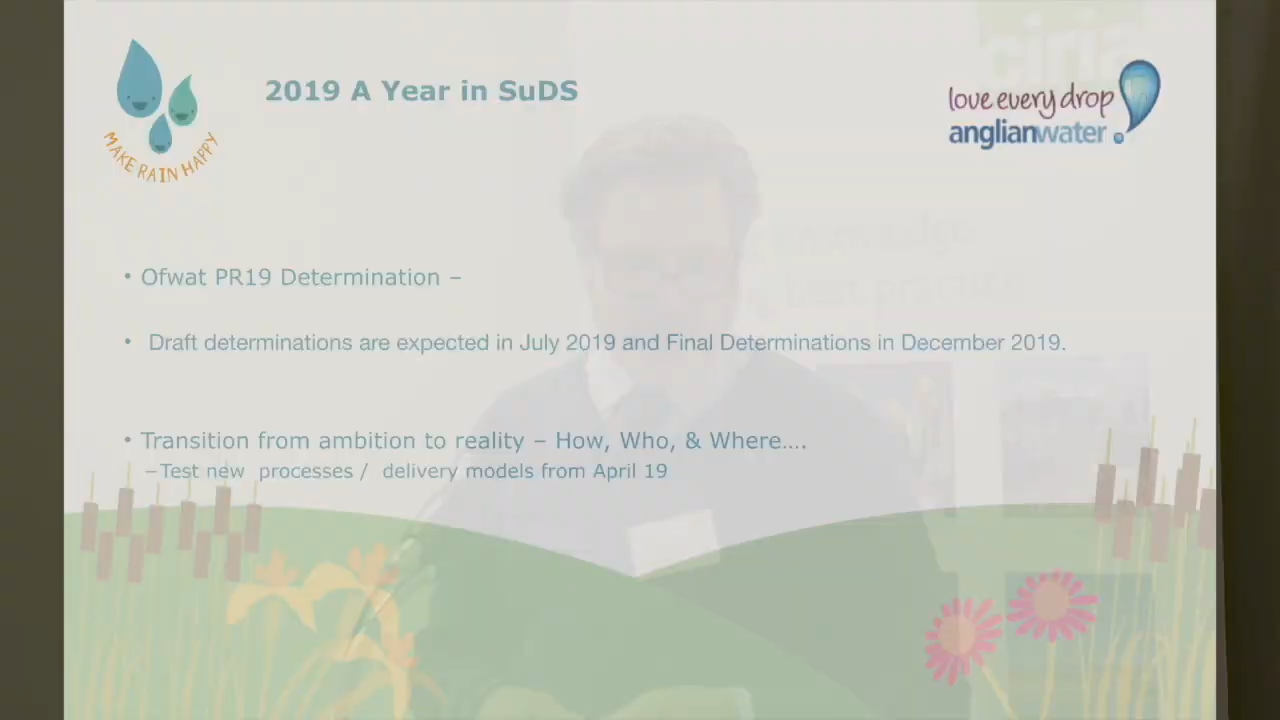 2019 A Year in SuDS
MAKE RAIN HAPPY
love every drop
anglianwater
ciria
• Ofwat PR19 Determination –
• Draft determinations are expected in July 2019 and Final Determinations in December 2019.
• Transition from ambition to reality – How, Who, & Where....
–Test new processes / delivery models from April 19